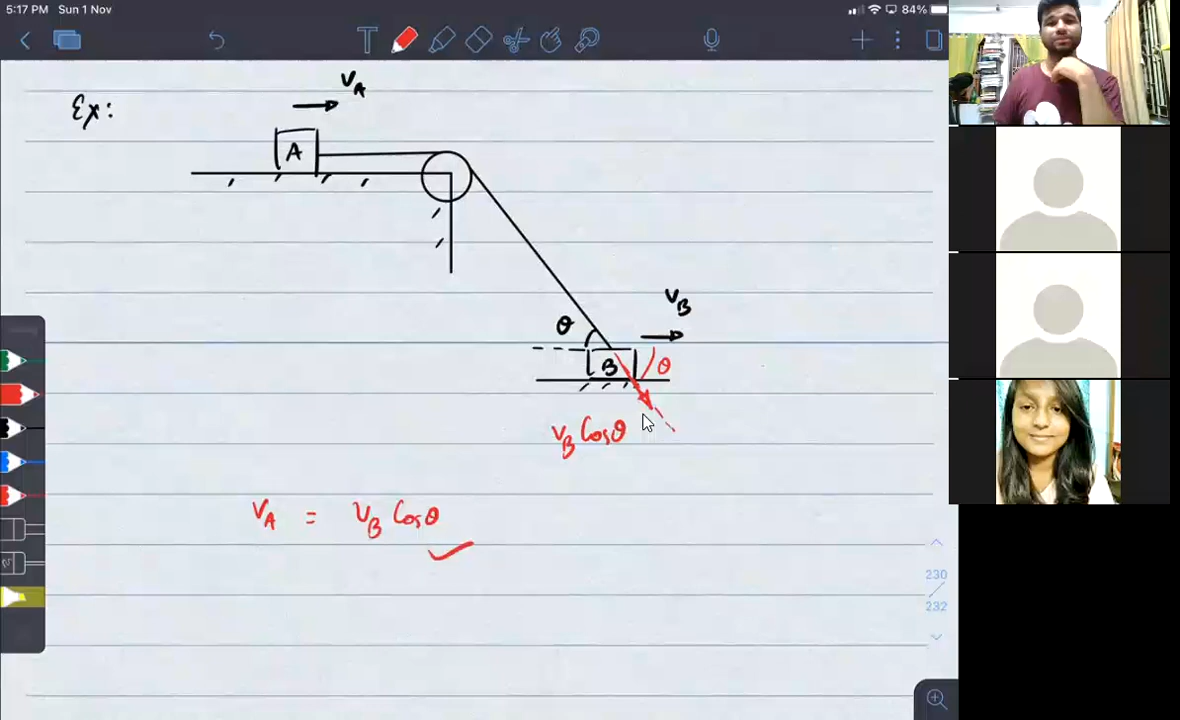 5:17 PM Sun 1 Nov
84%
T
Ex:
vA
A
θ
vB
B
θ
vB Cosθ
vA = vB Cosθ
230
232